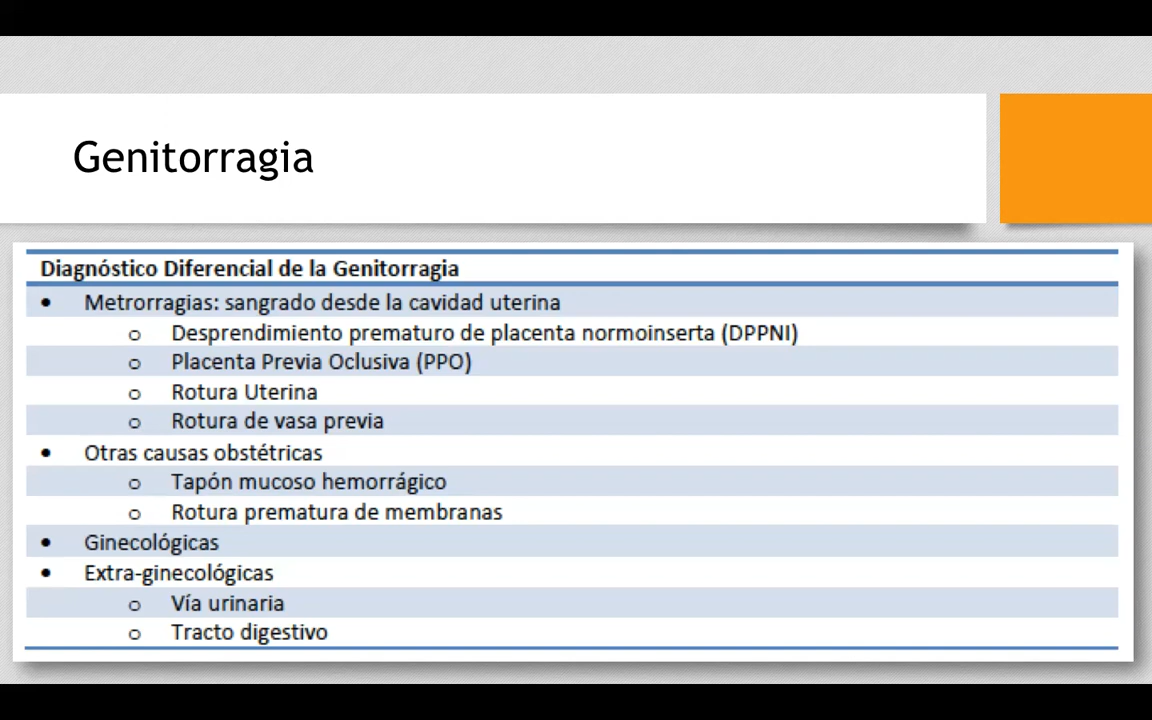 Genitorragia
Diagnóstico Diferencial de la Genitorragia
• Metrorragias: sangrado desde la cavidad uterina
o Desprendimiento prematuro de placenta normoinserta (DPPNI)
o Placenta Previa Oclusiva (PPO)
o Rotura Uterina
o Rotura de vasa previa
• Otras causas obstétricas
o Tapón mucoso hemorrágico
o Rotura prematura de membranas
• Ginecológicas
• Extra-ginecológicas
o Vía urinaria
o Tracto digestivo